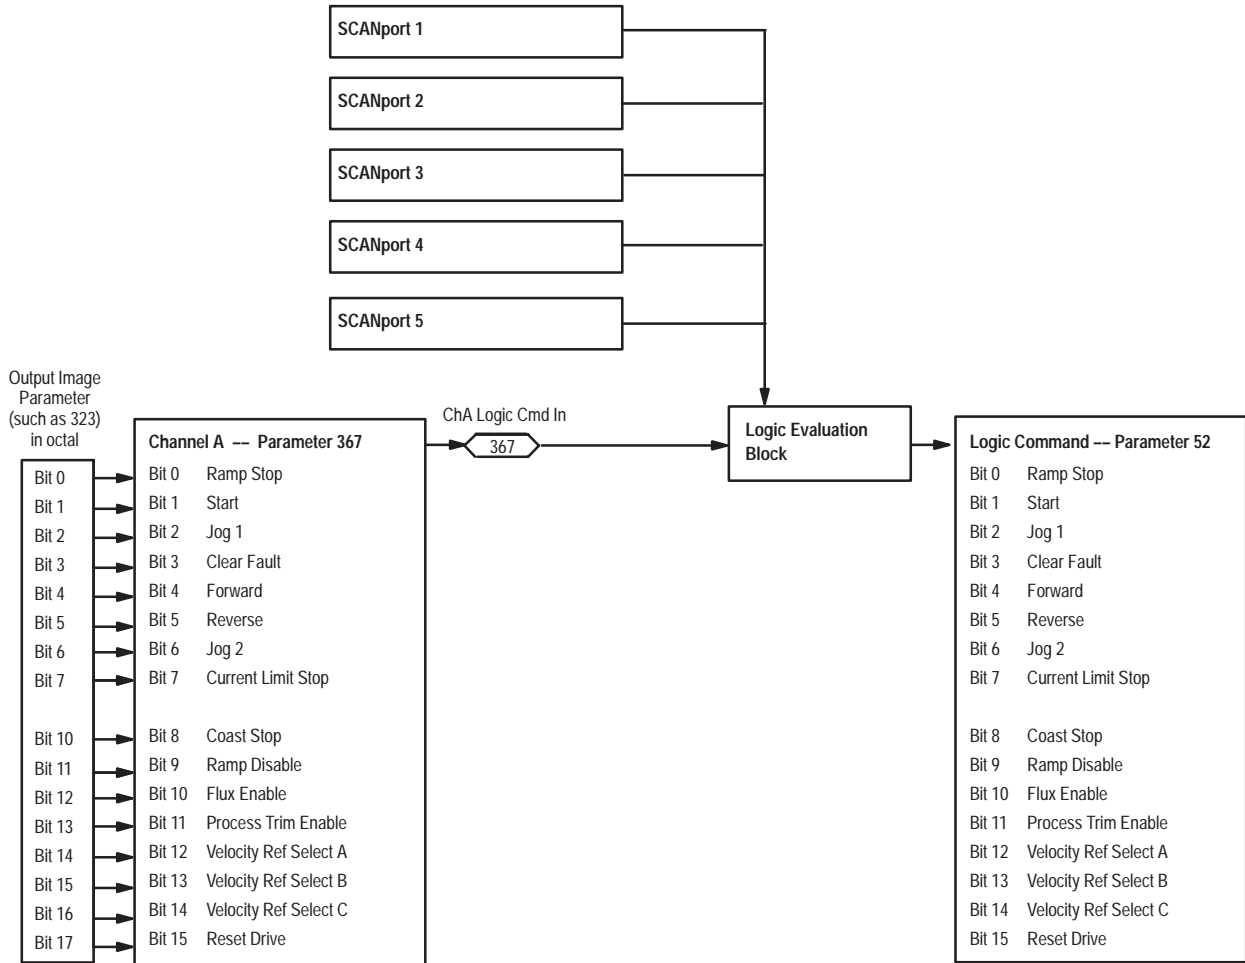 SCANport 1
SCANport 2
SCANport 3
SCANport 4
SCANport 5
Output Image
Parameter
(such as 323)
in octal
Bit 0
Bit 1
Bit 2
Bit 3
Bit 4
Bit 5
Bit 6
Bit 7
Bit 10
Bit 11
Bit 12
Bit 13
Bit 14
Bit 15
Bit 16
Bit 17
Channel A -- Parameter 367
Bit 0 Ramp Stop
Bit 1 Start
Bit 2 Jog 1
Bit 3 Clear Fault
Bit 4 Forward
Bit 5 Reverse
Bit 6 Jog 2
Bit 7 Current Limit Stop
Bit 8 Coast Stop
Bit 9 Ramp Disable
Bit 10 Flux Enable
Bit 11 Process Trim Enable
Bit 12 Velocity Ref Select A
Bit 13 Velocity Ref Select B
Bit 14 Velocity Ref Select C
Bit 15 Reset Drive
ChA Logic Cmd In
367
Logic Evaluation
Block
Logic Command -- Parameter 52
Bit 0 Ramp Stop
Bit 1 Start
Bit 2 Jog 1
Bit 3 Clear Fault
Bit 4 Forward
Bit 5 Reverse
Bit 6 Jog 2
Bit 7 Current Limit Stop
Bit 8 Coast Stop
Bit 9 Ramp Disable
Bit 10 Flux Enable
Bit 11 Process Trim Enable
Bit 12 Velocity Ref Select A
Bit 13 Velocity Ref Select B
Bit 14 Velocity Ref Select C
Bit 15 Reset Drive